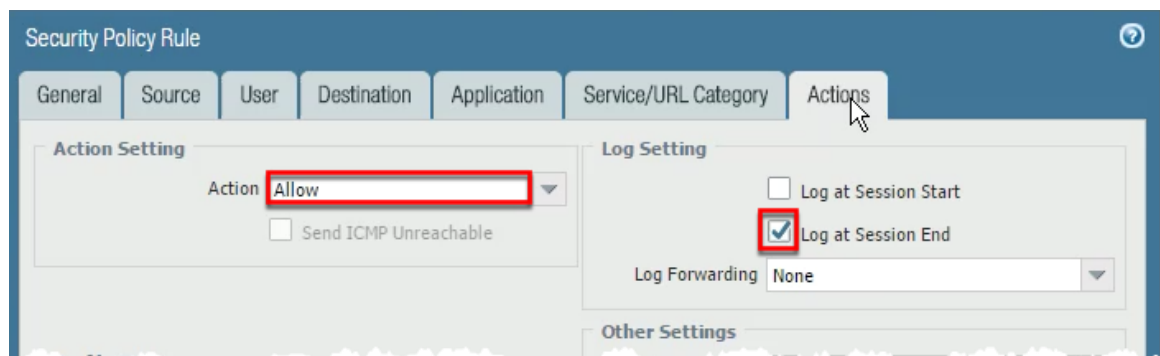 Security Policy Rule
General Source User Destination Application Service/URL Category Actions
Action Setting
Action Allow
Send ICMP Unreachable
Log Setting
Log at Session Start
Log at Session End
Log Forwarding None
Other Settings